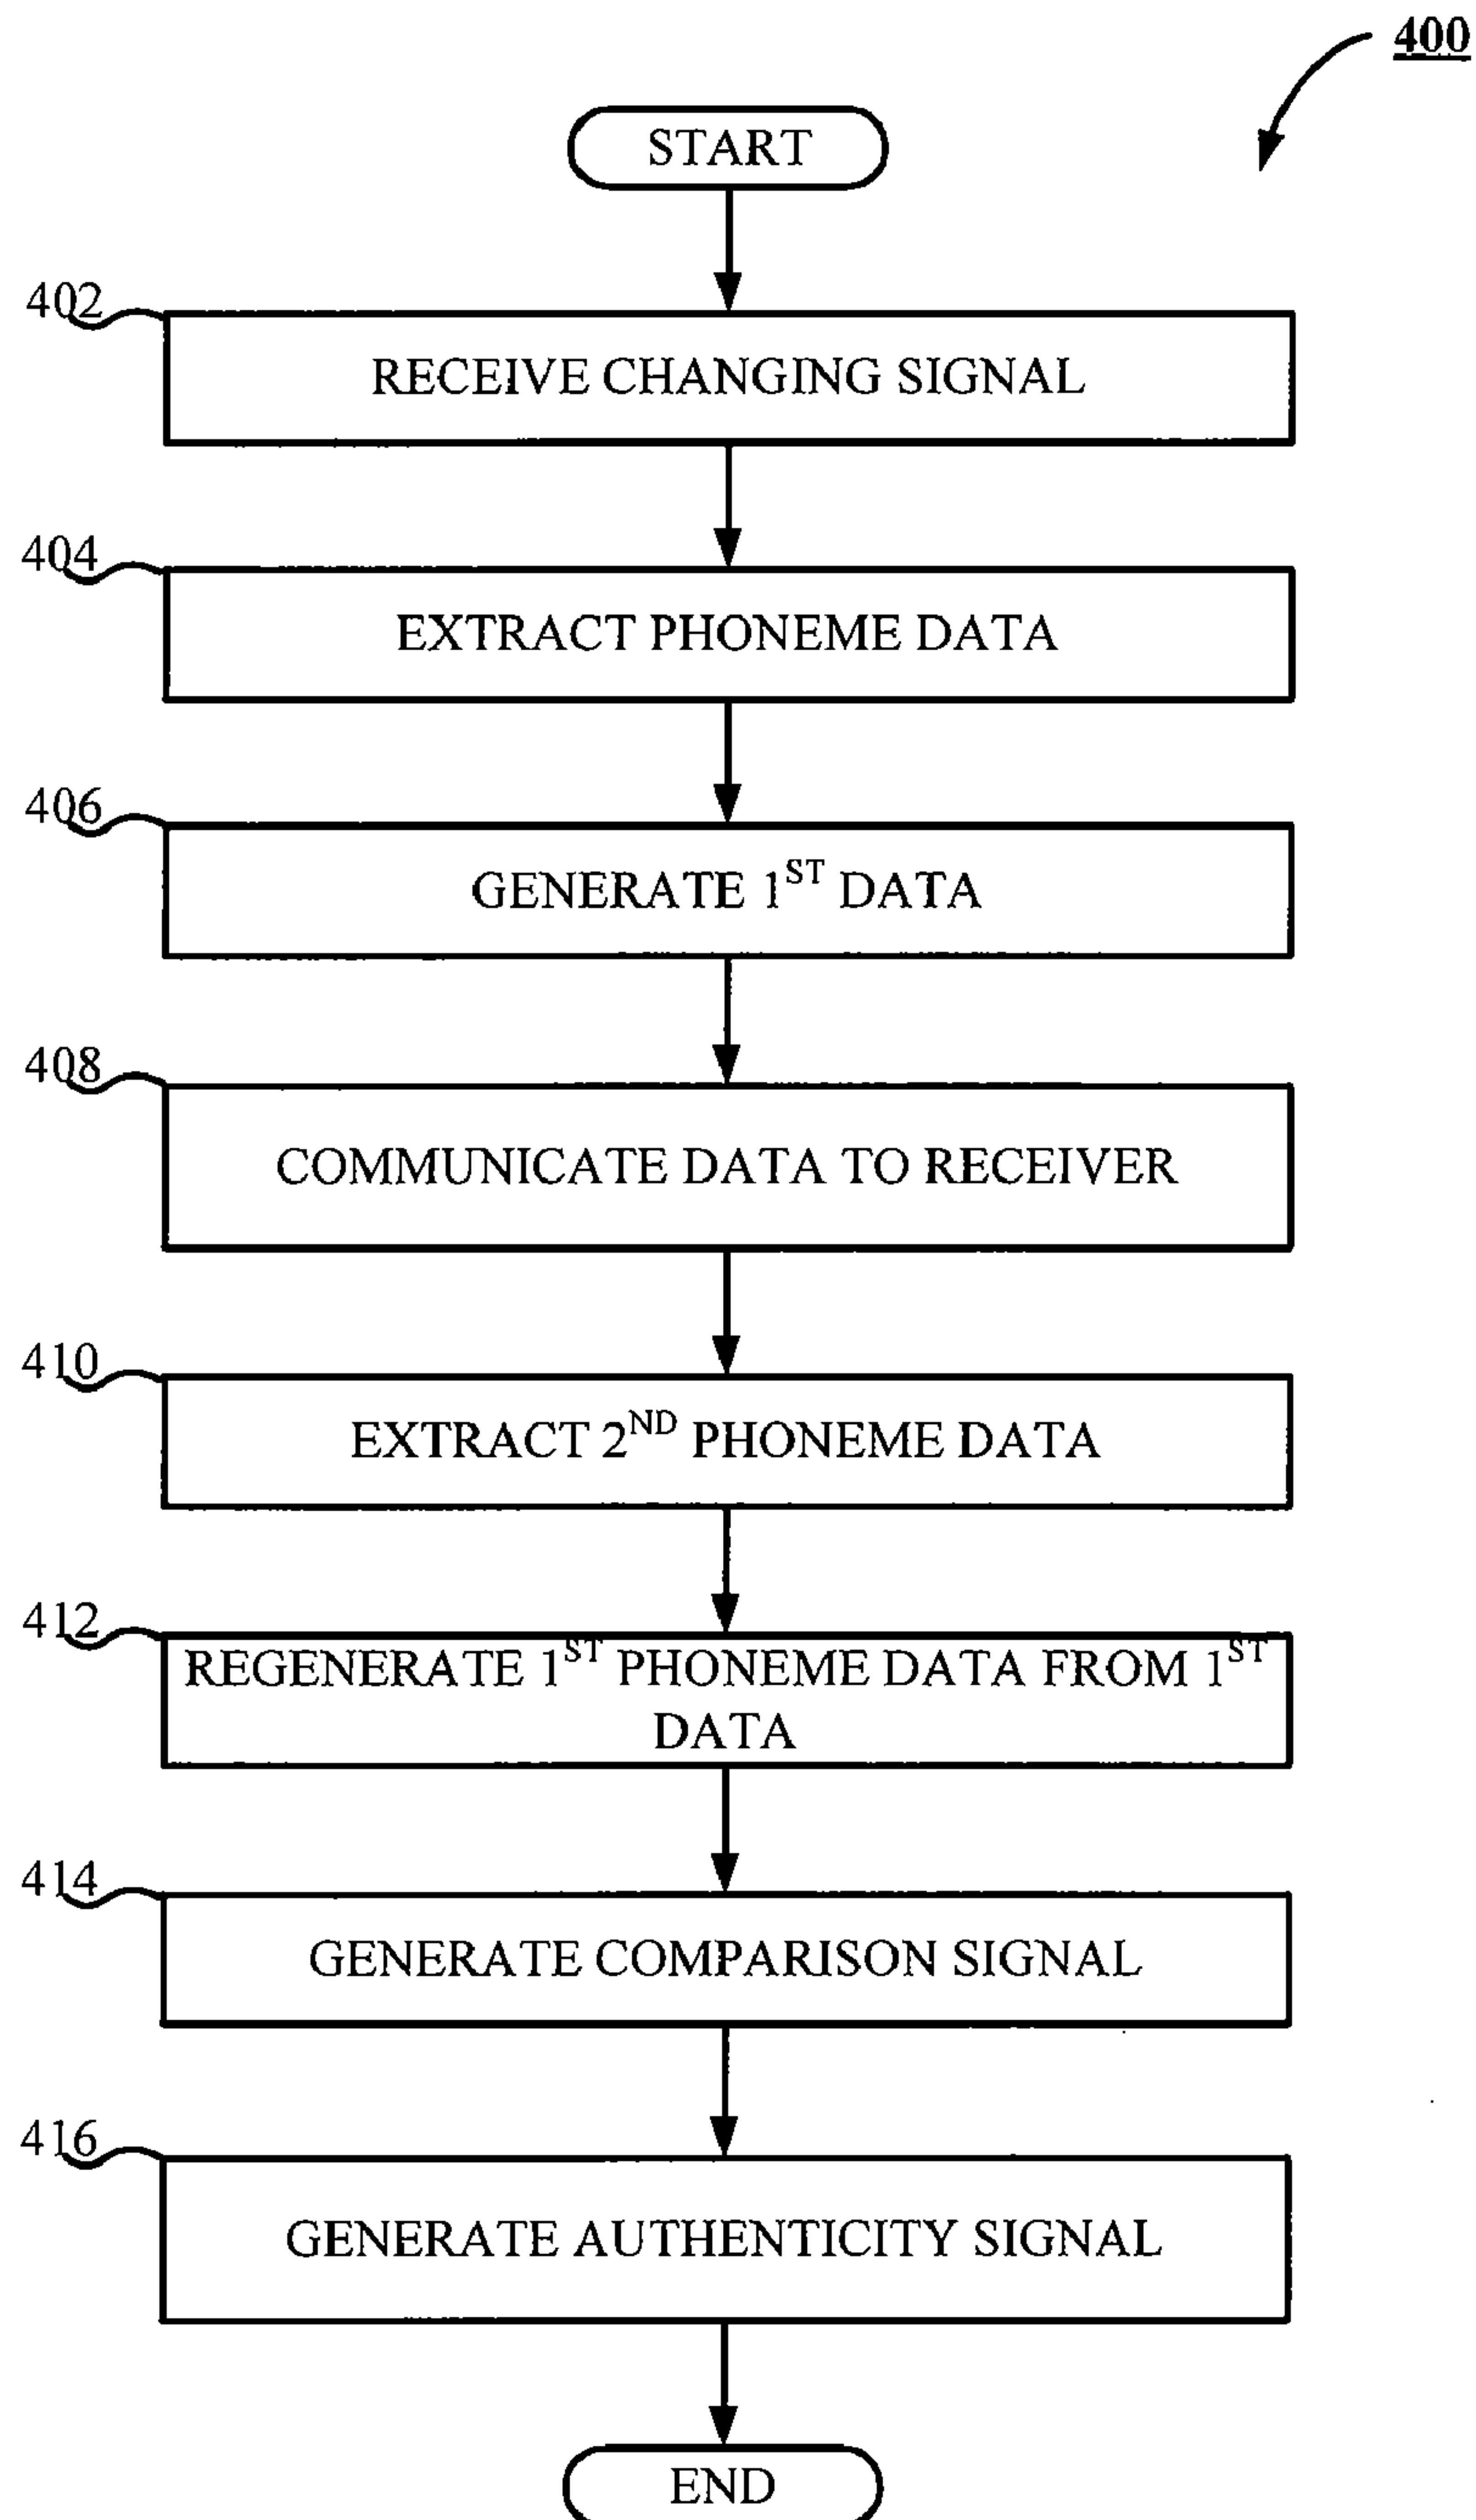 400
START
402
RECEIVE CHANGING SIGNAL
404
EXTRACT PHONEME DATA
406
GENERATE 1ST DATA
408
COMMUNICATE DATA TO RECEIVER
410
EXTRACT 2ND PHONEME DATA
412
REGENERATE 1ST PHONEME DATA FROM 1ST
DATA
414
GENERATE COMPARISON SIGNAL
416
GENERATE AUTHENTICITY SIGNAL
END